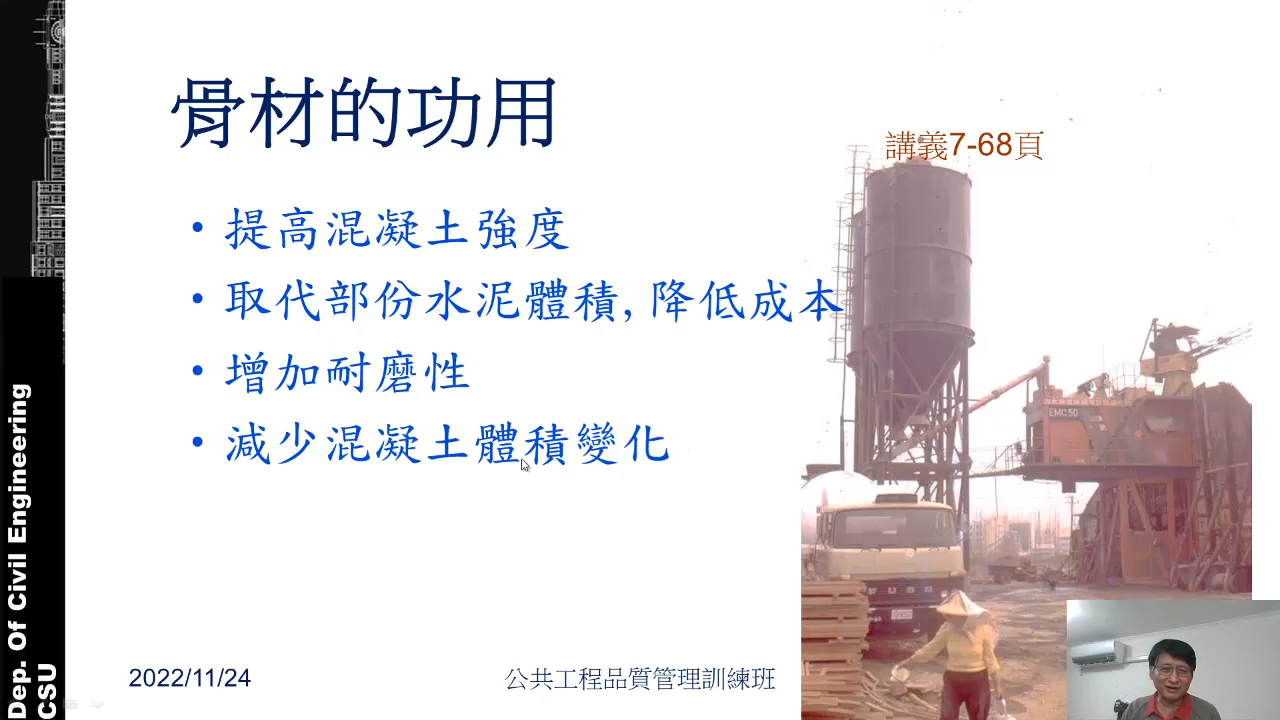 骨材的功用
講義7-68頁
• 提高混凝土強度
• 取代部份水泥體積, 降低成本
• 增加耐磨性
• 減少混凝土體積變化
EMC50
Dep. Of Civil Engineering
CSU
2022/11/24
公共工程品質管理訓練班